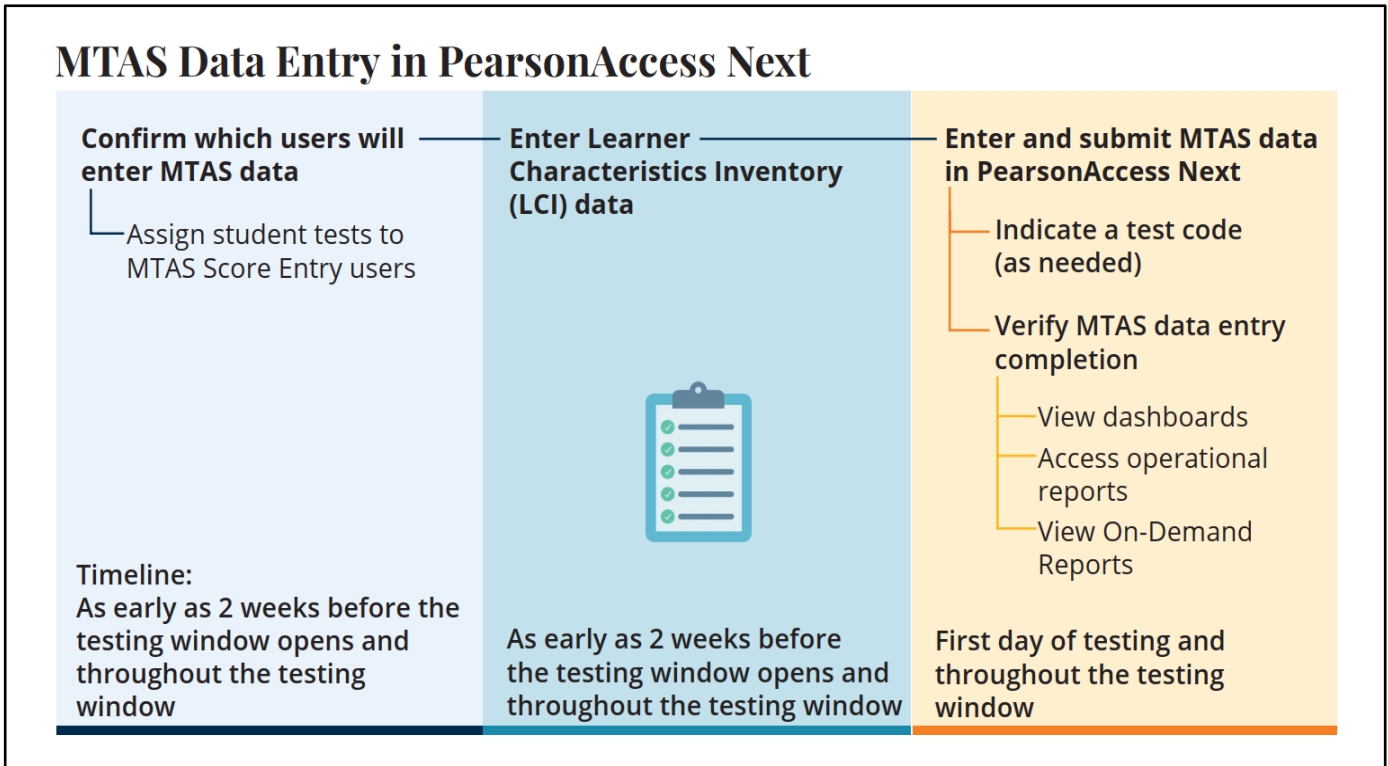 MTAS Data Entry in PearsonAccess Next
Confirm which users will
enter MTAS data
Assign student tests to
MTAS Score Entry users
Timeline:
As early as 2 weeks before the
testing window opens and
throughout the testing
window
Enter Learner
Characteristics Inventory
(LCI) data
As early as 2 weeks before
the testing window opens and
throughout the testing window
Enter and submit MTAS data
in PearsonAccess Next
Indicate a test code
(as needed)
Verify MTAS data entry
completion
View dashboards
Access operational
reports
View On-Demand
Reports
First day of testing and
throughout the testing
window